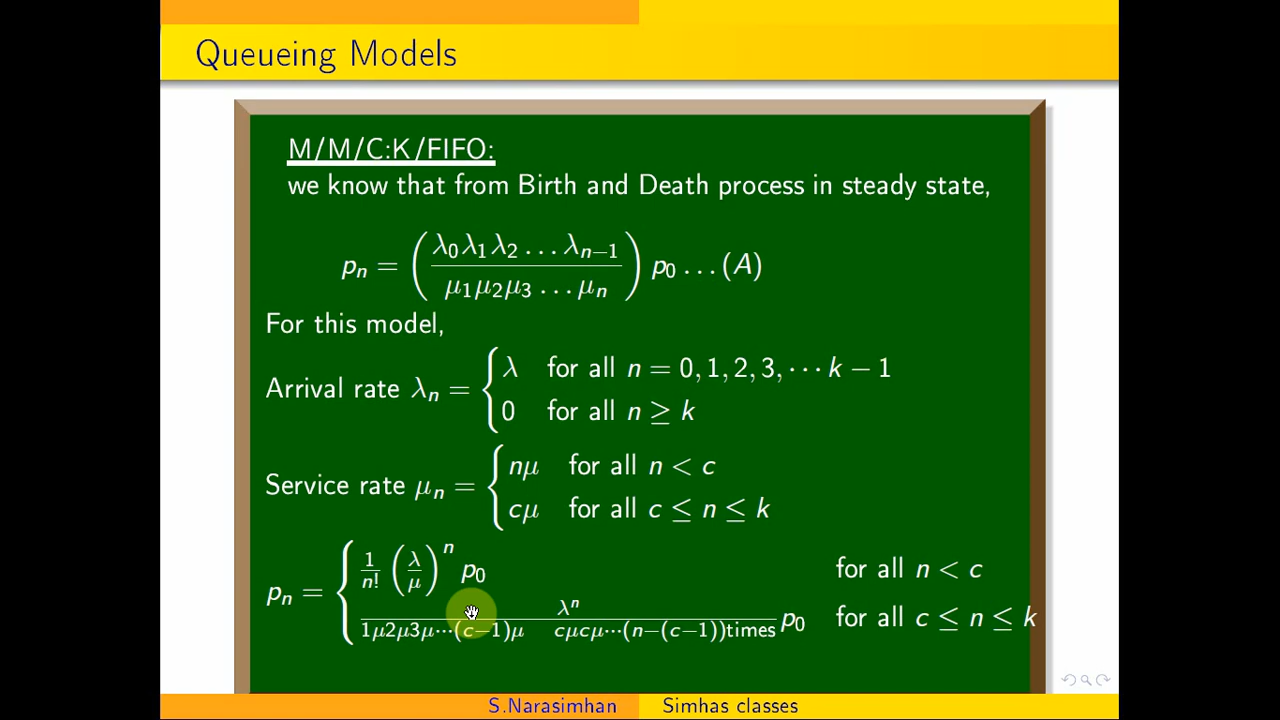 Queueing Models
M/M/C:K/FIFO:
we know that from Birth and Death process in steady state,
pₙ = (λ₀λ₁λ₂ … λₙ₋₁ / μ₁μ₂μ₃ … μₙ) p₀ … (A)
For this model,
Arrival rate λₙ = { λ for all n = 0, 1, 2, 3, ⋯ k − 1
0 for all n ≥ k
Service rate μₙ = { nμ for all n < c
cμ for all c ≤ n ≤ k
pₙ = { 1/n! (λ/μ)ⁿ p₀ for all n < c
λⁿ / 1μ2μ3μ⋯(c−1)μ cμcμ⋯(n−(c−1))times p₀ for all c ≤ n ≤ k
S.Narasimhan Simhas classes